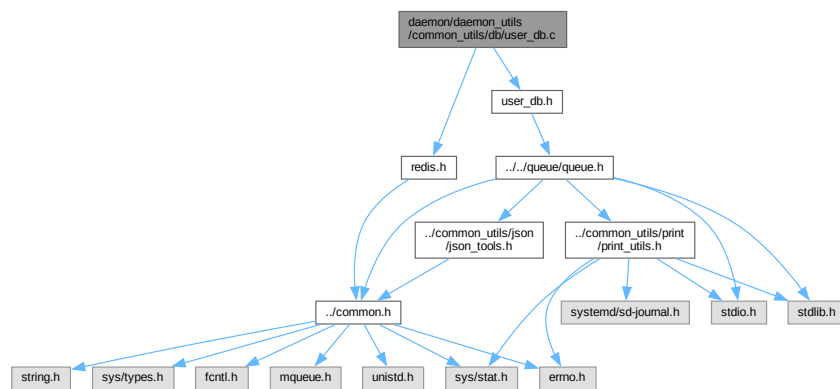 daemon/daemon_utils
/common_utils/db/user_db.c
user_db.h
redis.h
../../queue/queue.h
../common_utils/json
/json_tools.h
../common_utils/print
/print_utils.h
../common.h
systemd/sd-journal.h
stdio.h
stdlib.h
string.h
sys/types.h
fcntl.h
mqueue.h
unistd.h
sys/stat.h
errno.h